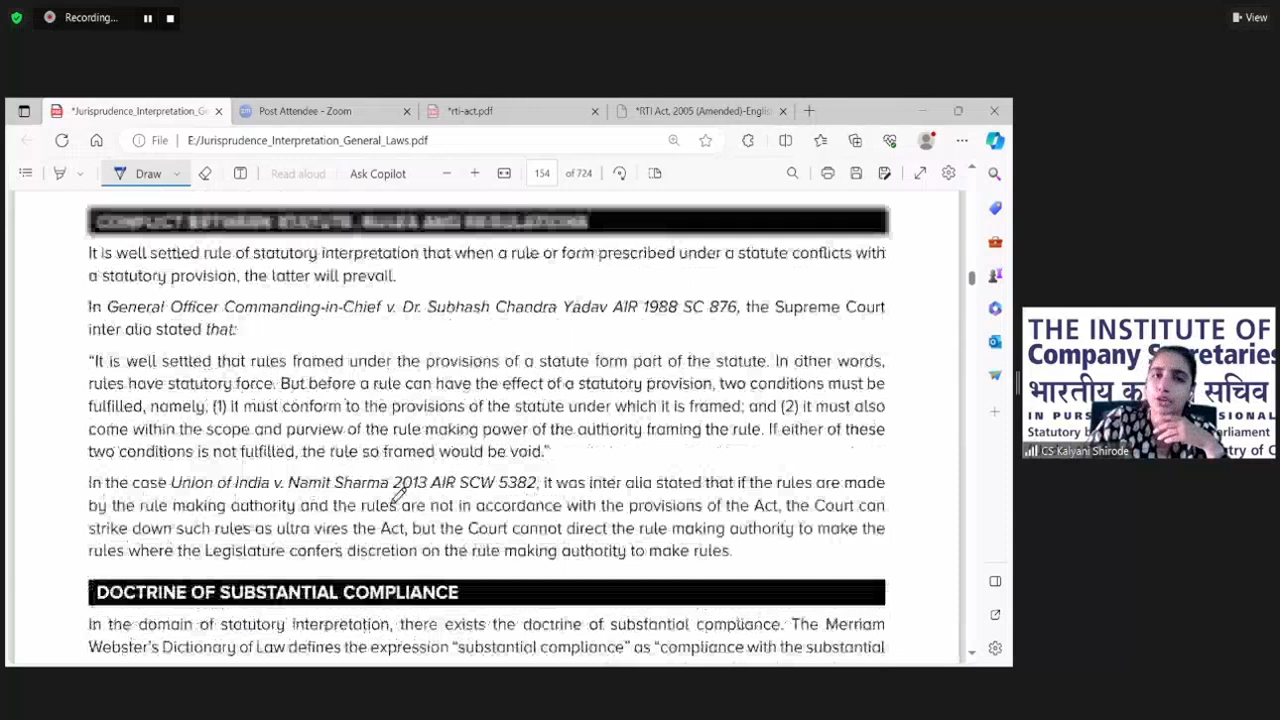 Recording...
View
*Jurisprudence_Interpretation_Ge
Post Attendee - Zoom
*rti-act.pdf
*RTI Act, 2005 (Amended)-Englis
File
E:/Jurisprudence_Interpretation_General_Laws.pdf
Draw
Read aloud
Ask Copilot
154
of 724
CONFLICT BETWEEN STATUTE, RULES AND REGULATIONS
It is well settled rule of statutory interpretation that when a rule or form prescribed under a statute conflicts with
a statutory provision, the latter will prevail.
In General Officer Commanding-in-Chief v. Dr. Subhash Chandra Yadav AIR 1988 SC 876, the Supreme Court
inter alia stated that:
“It is well settled that rules framed under the provisions of a statute form part of the statute. In other words,
rules have statutory force. But before a rule can have the effect of a statutory provision, two conditions must be
fulfilled, namely; (1) it must conform to the provisions of the statute under which it is framed; and (2) it must also
come within the scope and purview of the rule making power of the authority framing the rule. If either of these
two conditions is not fulfilled, the rule so framed would be void.”
In the case Union of India v. Namit Sharma 2013 AIR SCW 5382, it was inter alia stated that if the rules are made
by the rule making authority and the rules are not in accordance with the provisions of the Act, the Court can
strike down such rules as ultra vires the Act, but the Court cannot direct the rule making authority to make the
rules where the Legislature confers discretion on the rule making authority to make rules.
DOCTRINE OF SUBSTANTIAL COMPLIANCE
In the domain of statutory interpretation, there exists the doctrine of substantial compliance. The Merriam
Webster’s Dictionary of Law defines the expression “substantial compliance” as “compliance with the substantial
THE INSTITUTE OF
Company Secretaries
भारतीय सचिव
IN PURS SIONAL
Statutory b rliament
ry of C
CS Kalyani Shirode